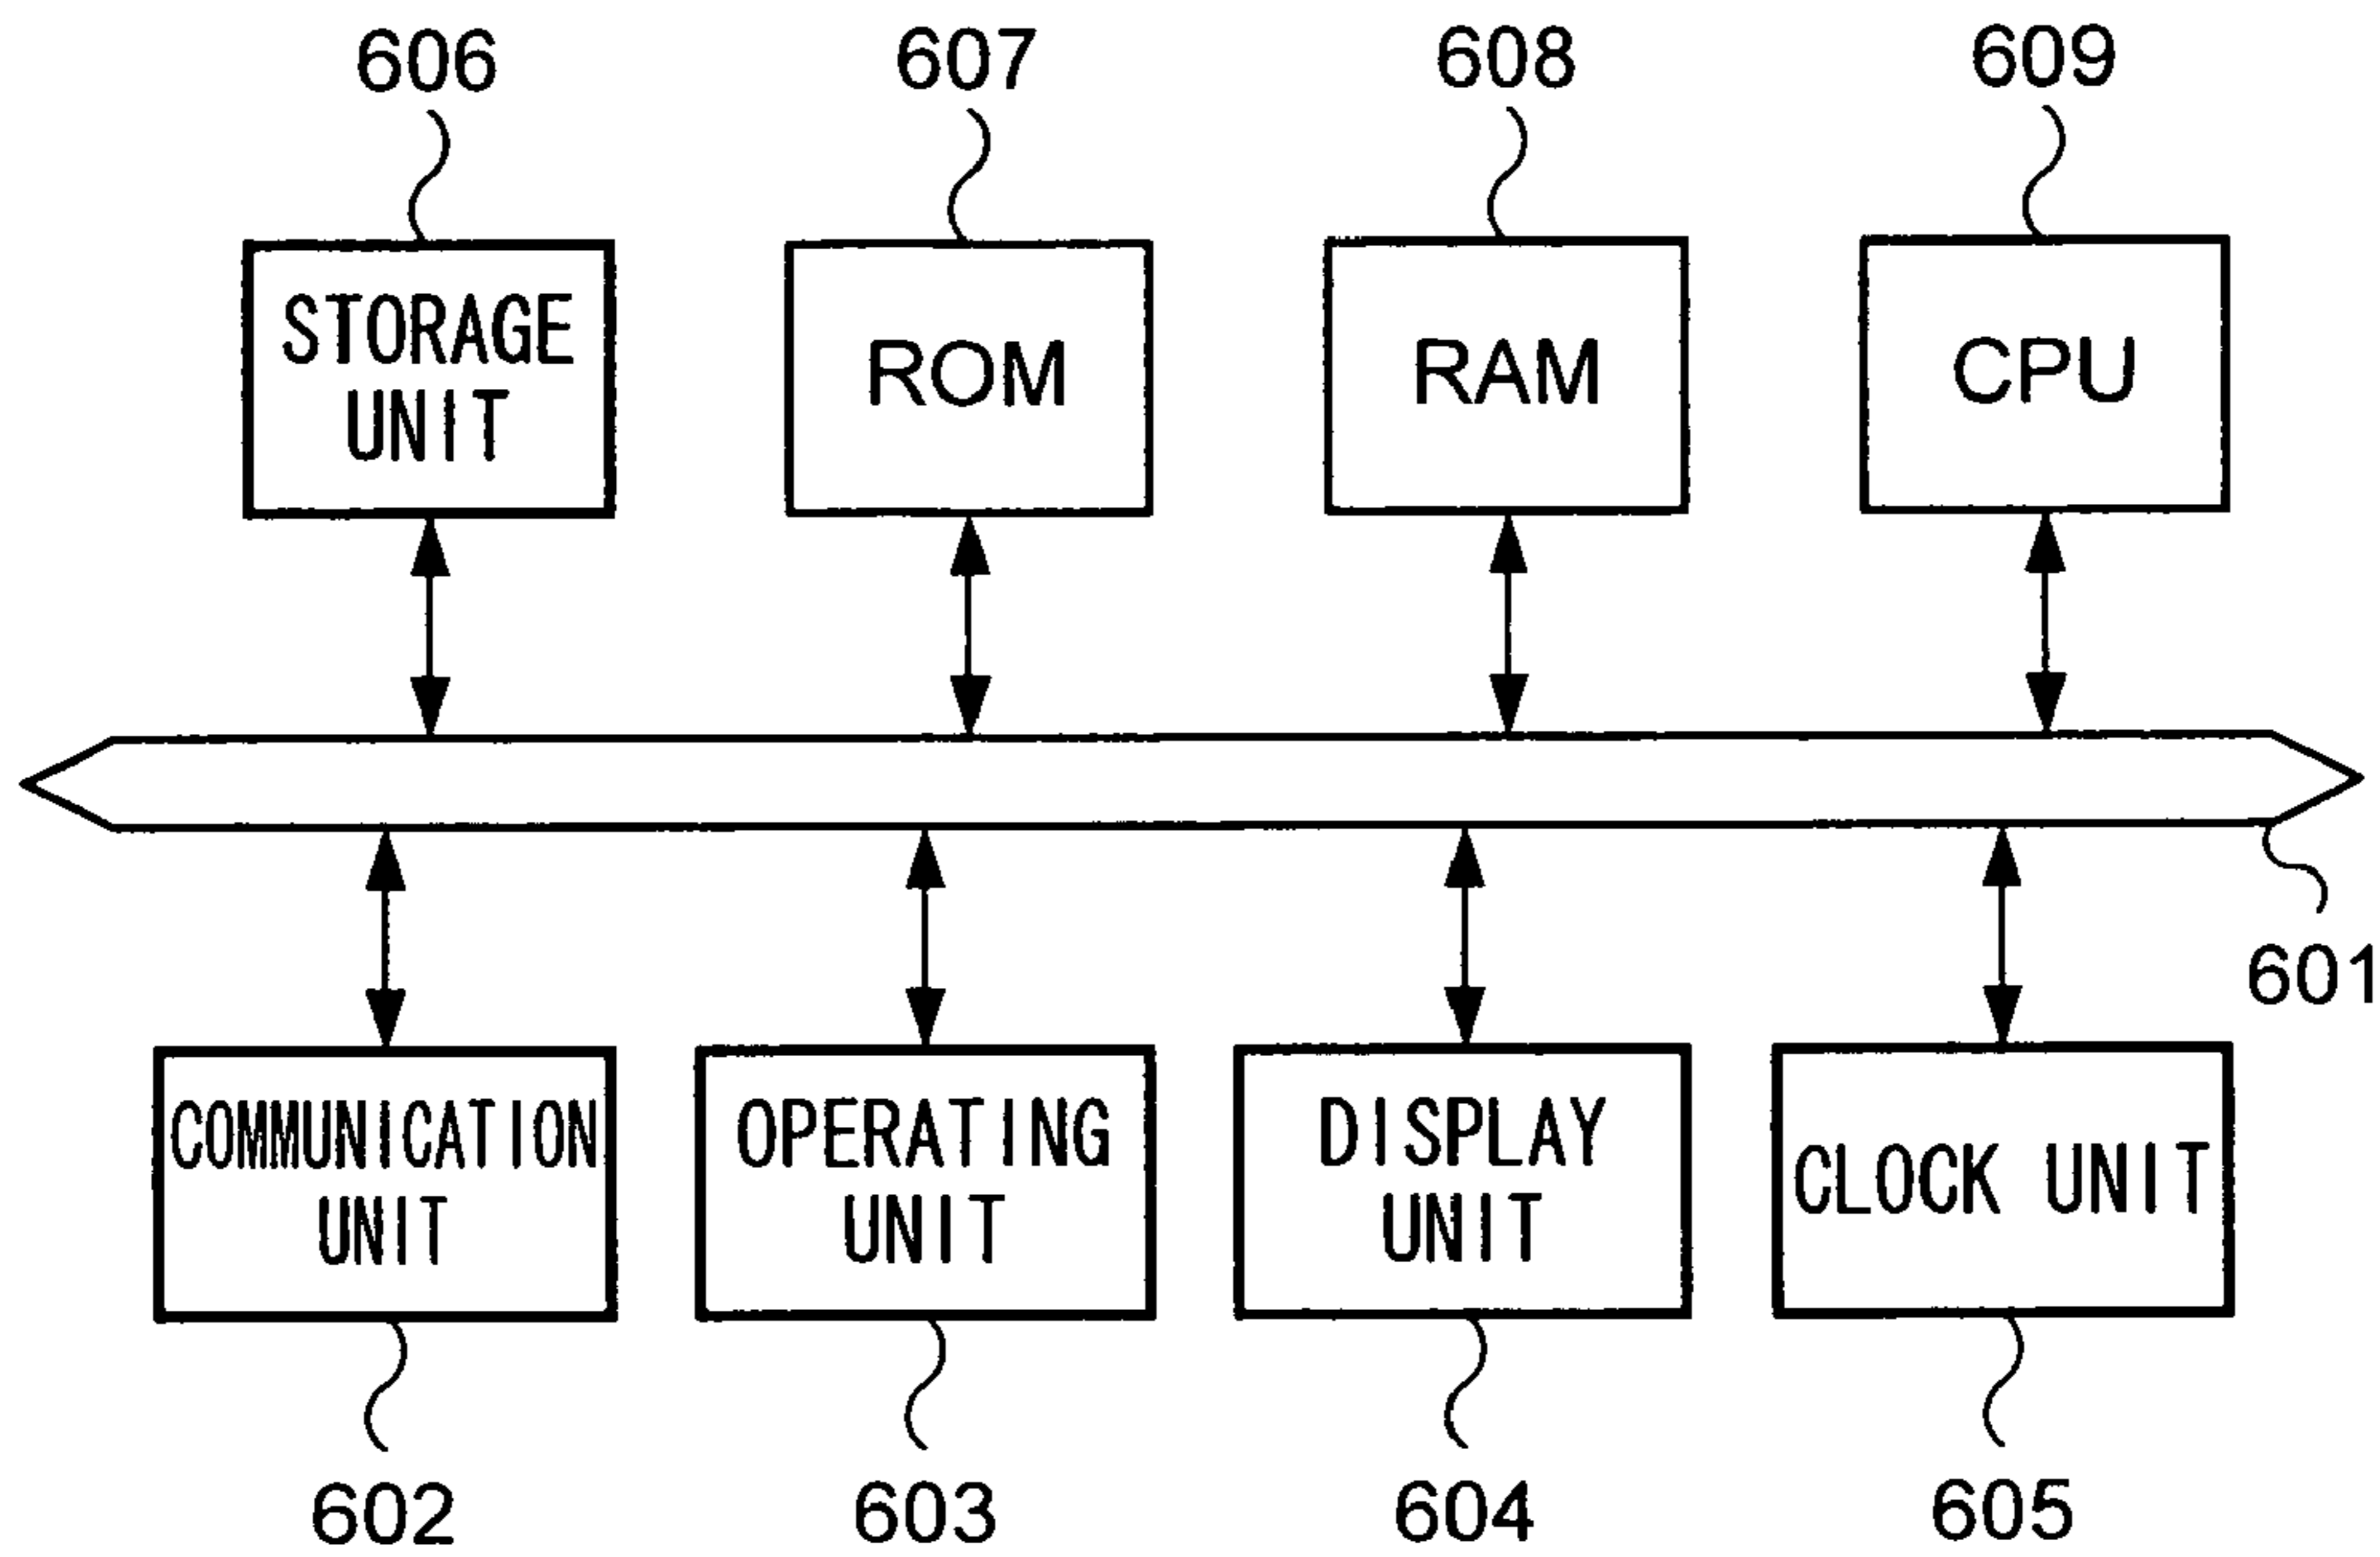 606 607 608 609
STORAGE UNIT
ROM
RAM
CPU
601
COMMUNICATION UNIT
OPERATING UNIT
DISPLAY UNIT
CLOCK UNIT
602 603 604 605